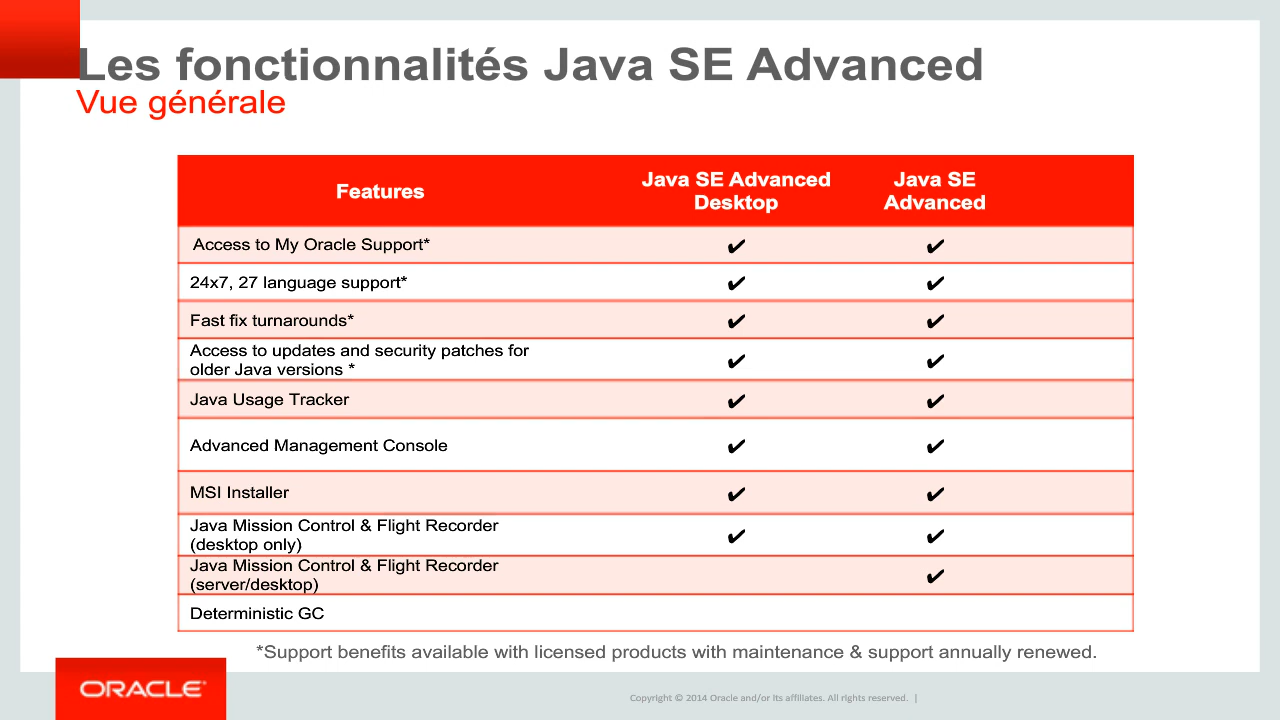 Les fonctionnalités Java SE Advanced
Vue générale
Features
Java SE Advanced
Desktop
Java SE
Advanced
Access to My Oracle Support* ✔ ✔
24x7, 27 language support* ✔ ✔
Fast fix turnarounds* ✔ ✔
Access to updates and security patches for
older Java versions * ✔ ✔
Java Usage Tracker ✔ ✔
Advanced Management Console ✔ ✔
MSI Installer ✔ ✔
Java Mission Control & Flight Recorder
(desktop only) ✔ ✔
Java Mission Control & Flight Recorder
(server/desktop) ✔
Deterministic GC
*Support benefits available with licensed products with maintenance & support annually renewed.
ORACLE®
Copyright © 2014 Oracle and/or its affiliates. All rights reserved. |